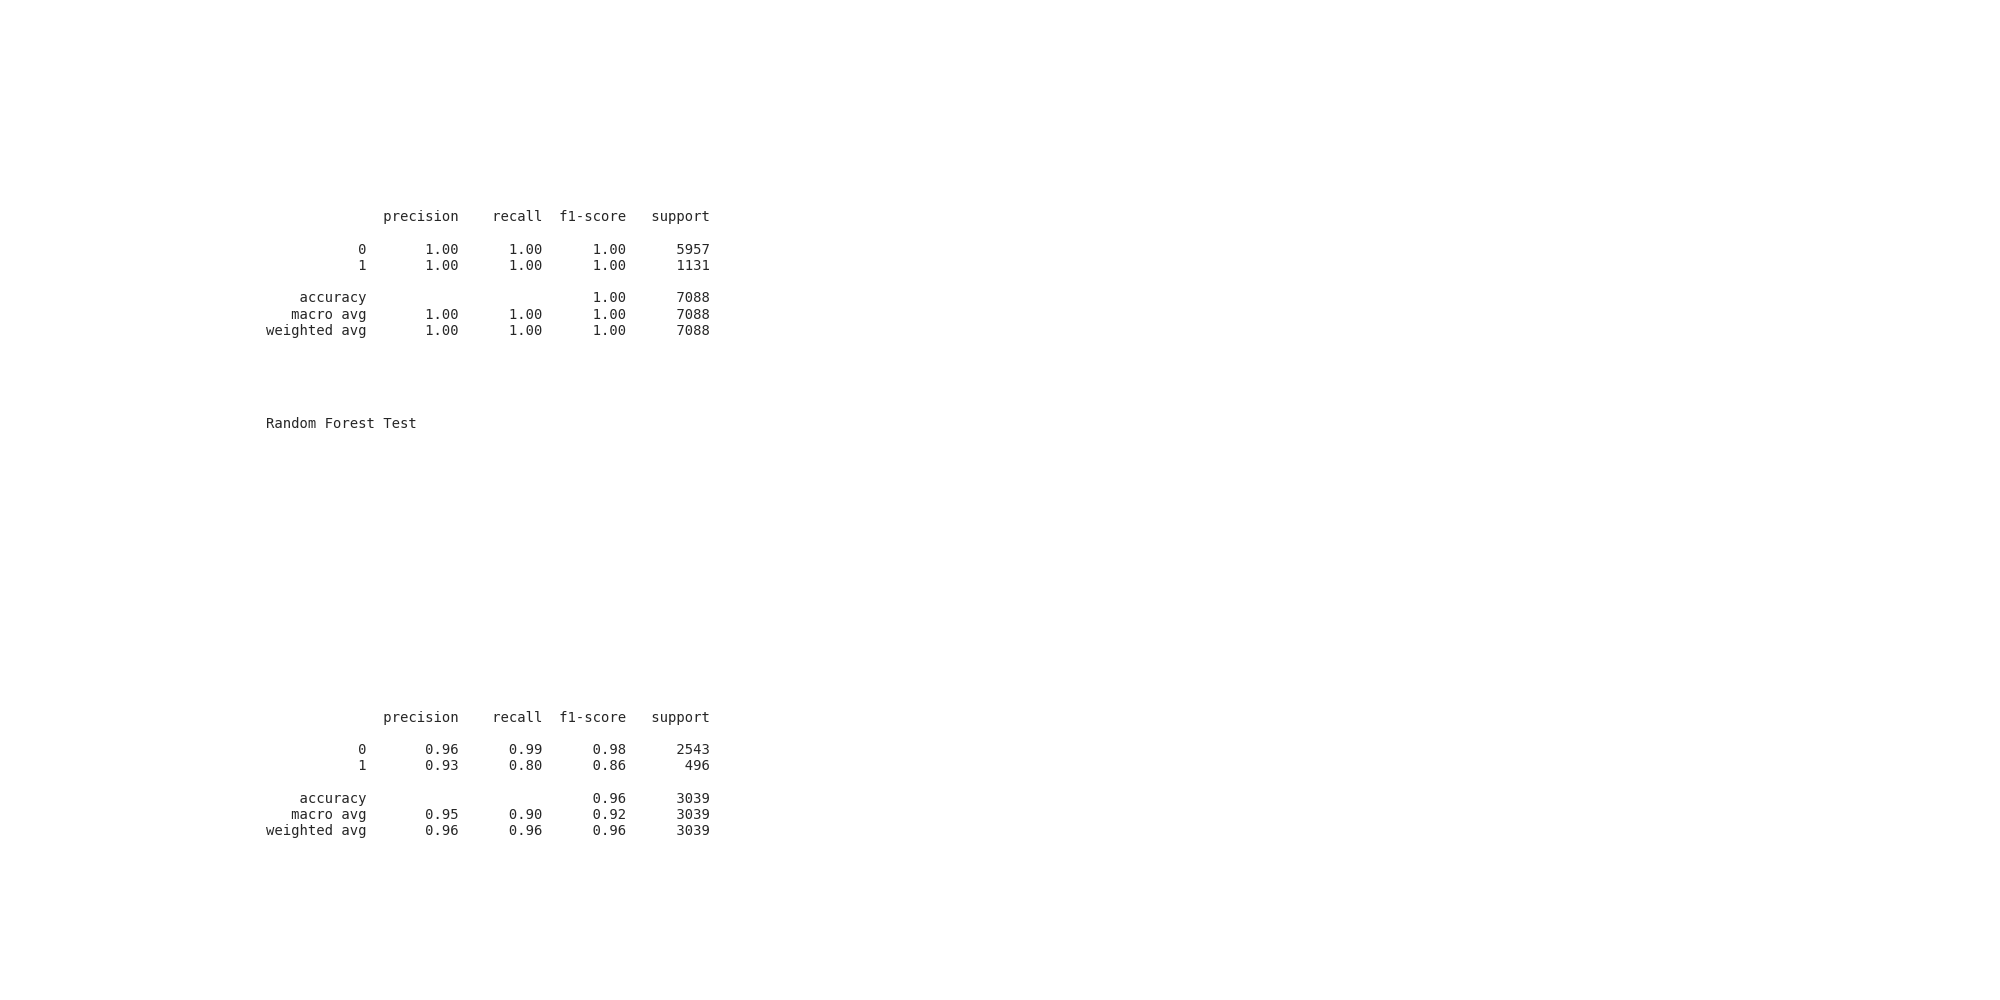 precision    recall  f1-score   support

           0       1.00      1.00      1.00      5957
           1       1.00      1.00      1.00      1131

    accuracy                           1.00      7088
   macro avg       1.00      1.00      1.00      7088
weighted avg       1.00      1.00      1.00      7088

Random Forest Test

              precision    recall  f1-score   support

           0       0.96      0.99      0.98      2543
           1       0.93      0.80      0.86       496

    accuracy                           0.96      3039
   macro avg       0.95      0.90      0.92      3039
weighted avg       0.96      0.96      0.96      3039